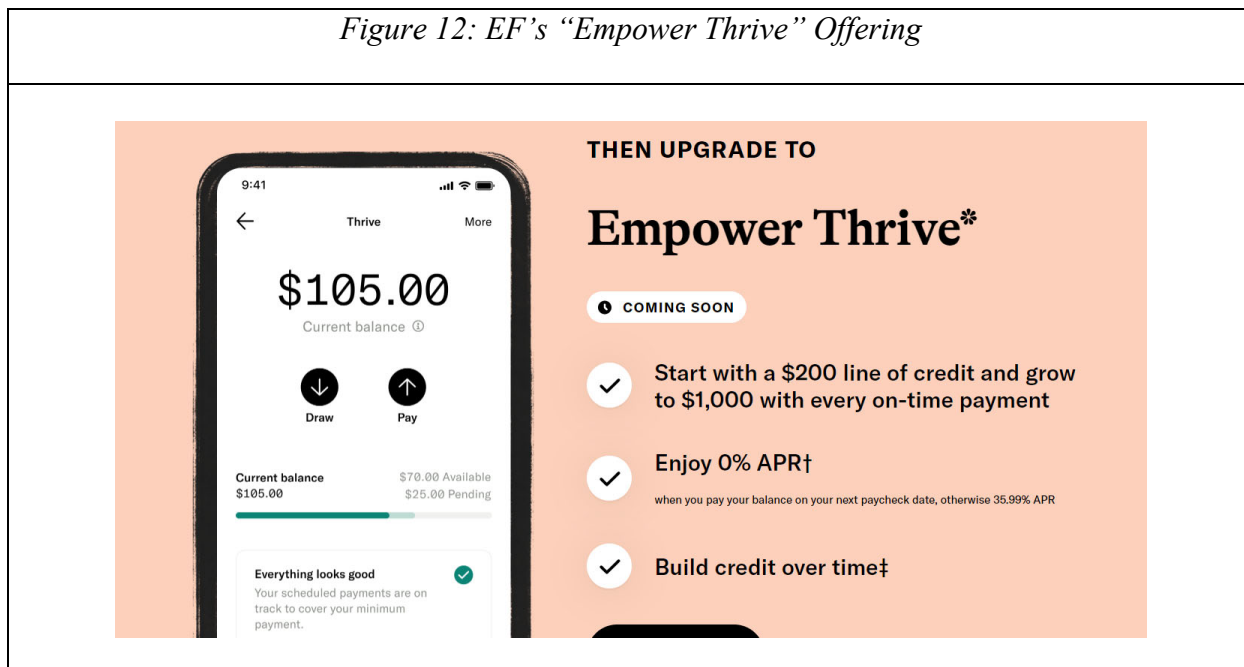 Figure 12: EF’s “Empower Thrive” Offering
9:41
Thrive
More
$105.00
Current balance
Draw
Pay
Current balance
$70.00 Available
$105.00
$25.00 Pending
Everything looks good
Your scheduled payments are on
track to cover your minimum
payment.
THEN UPGRADE TO
Empower Thrive*
COMING SOON
Start with a $200 line of credit and grow
to $1,000 with every on-time payment
Enjoy 0% APR†
when you pay your balance on your next paycheck date, otherwise 35.99% APR
Build credit over time‡